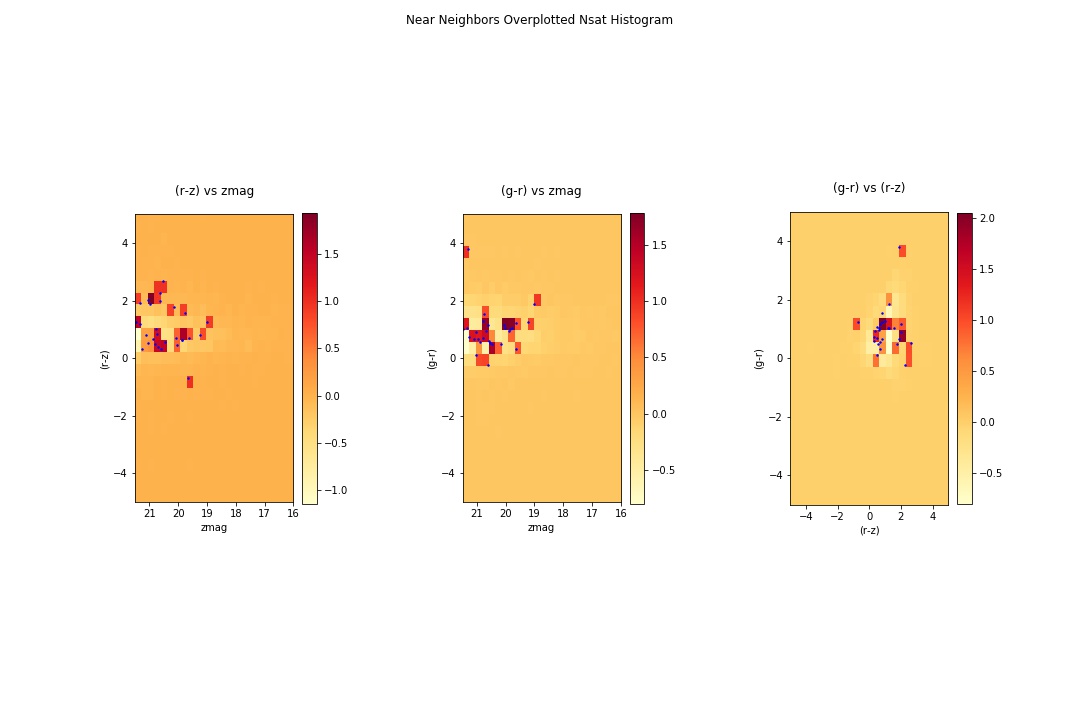 Near Neighbors Overplotted Nsat Histogram
(r-z) vs zmag
4
2
0
−2
−4
(r-z)
21 20 19 18 17 16
zmag
1.5
1.0
0.5
0.0
−0.5
−1.0
(g-r) vs zmag
4
2
0
−2
−4
(g-r)
21 20 19 18 17 16
zmag
1.5
1.0
0.5
0.0
−0.5
(g-r) vs (r-z)
4
2
0
−2
−4
(g-r)
−4 −2 0 2 4
(r-z)
2.0
1.5
1.0
0.5
0.0
−0.5